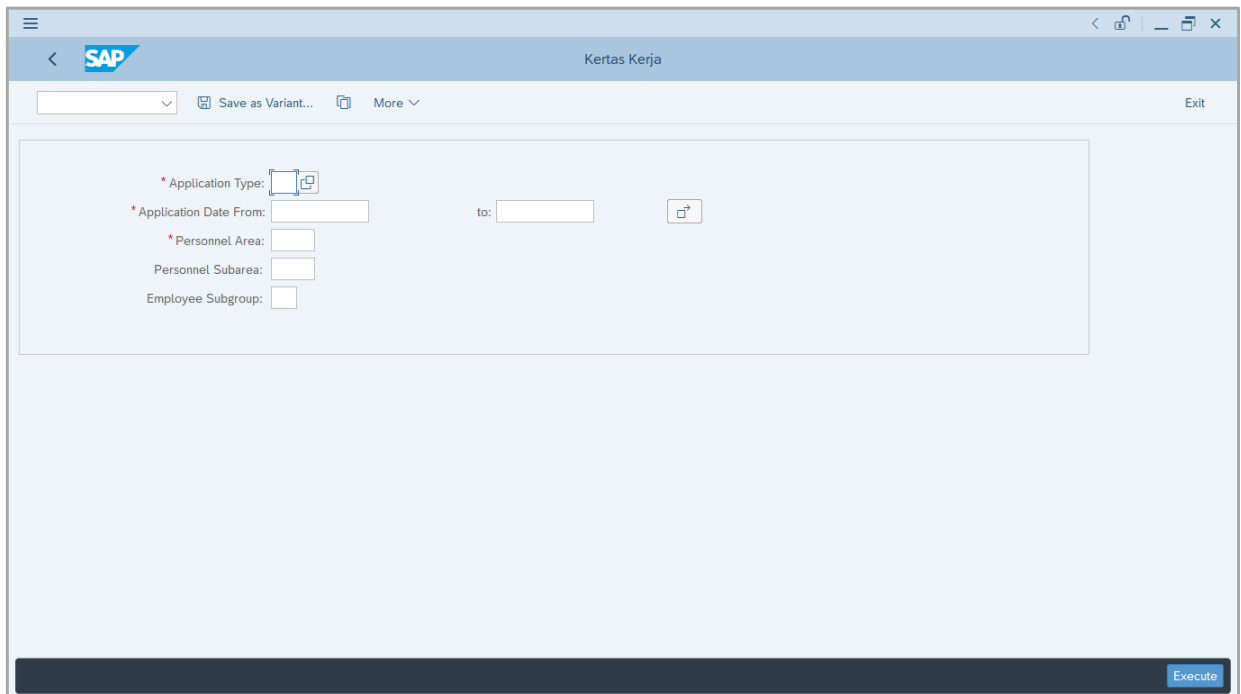 SAP
Kertas Kerja
Save as Variant... More Exit
* Application Type:
* Application Date From: to:
* Personnel Area:
Personnel Subarea:
Employee Subgroup:
Execute